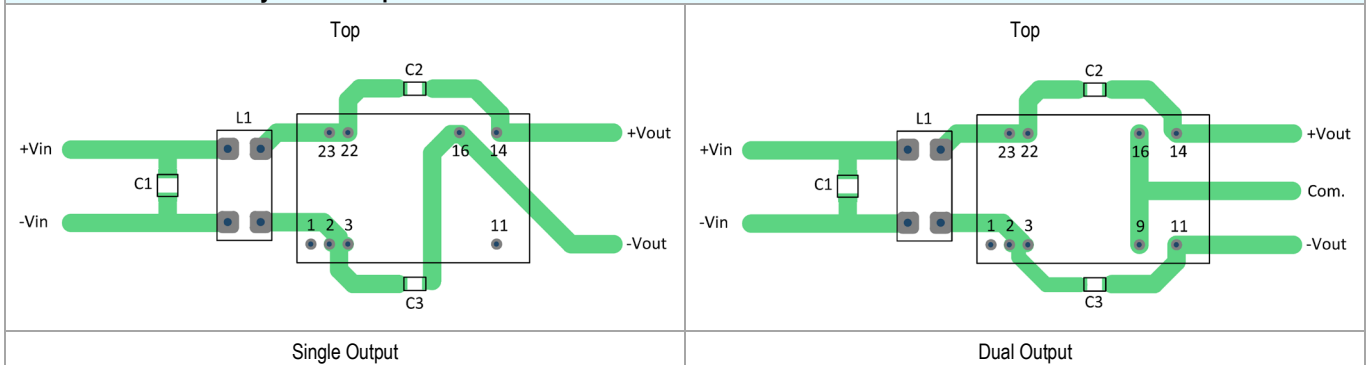 Top
C2
L1
+Vin
23 22
16 14
+Vout
C1
-Vin
1 2 3
11
-Vout
C3
Single Output
Top
C2
L1
+Vin
23 22
16 14
+Vout
C1
Com.
-Vin
1 2 3
9 11
-Vout
C3
Dual Output